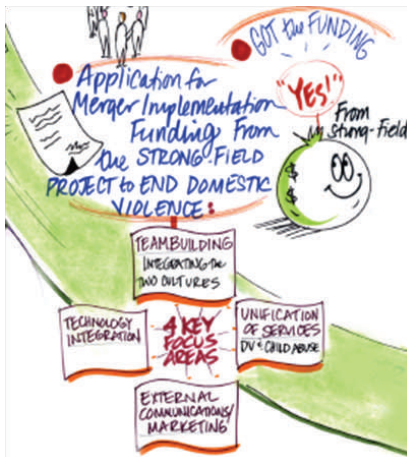 GOT the FUNDING
"YES!"
From
Strong-Field
Application for
Merger Implementation
Funding From
the STRONG FIELD
PROJECT to END DOMESTIC
VIOLENCE:
TEAMBUILDING
INTEGRATING the
TWO CULTURES
TECHNOLOGY
INTEGRATION
4 KEY
FOCUS
AREAS
UNIFICATION
OF SERVICES
DV & CHILD ABUSE
EXTERNAL
COMMUNICATIONS/
MARKETING